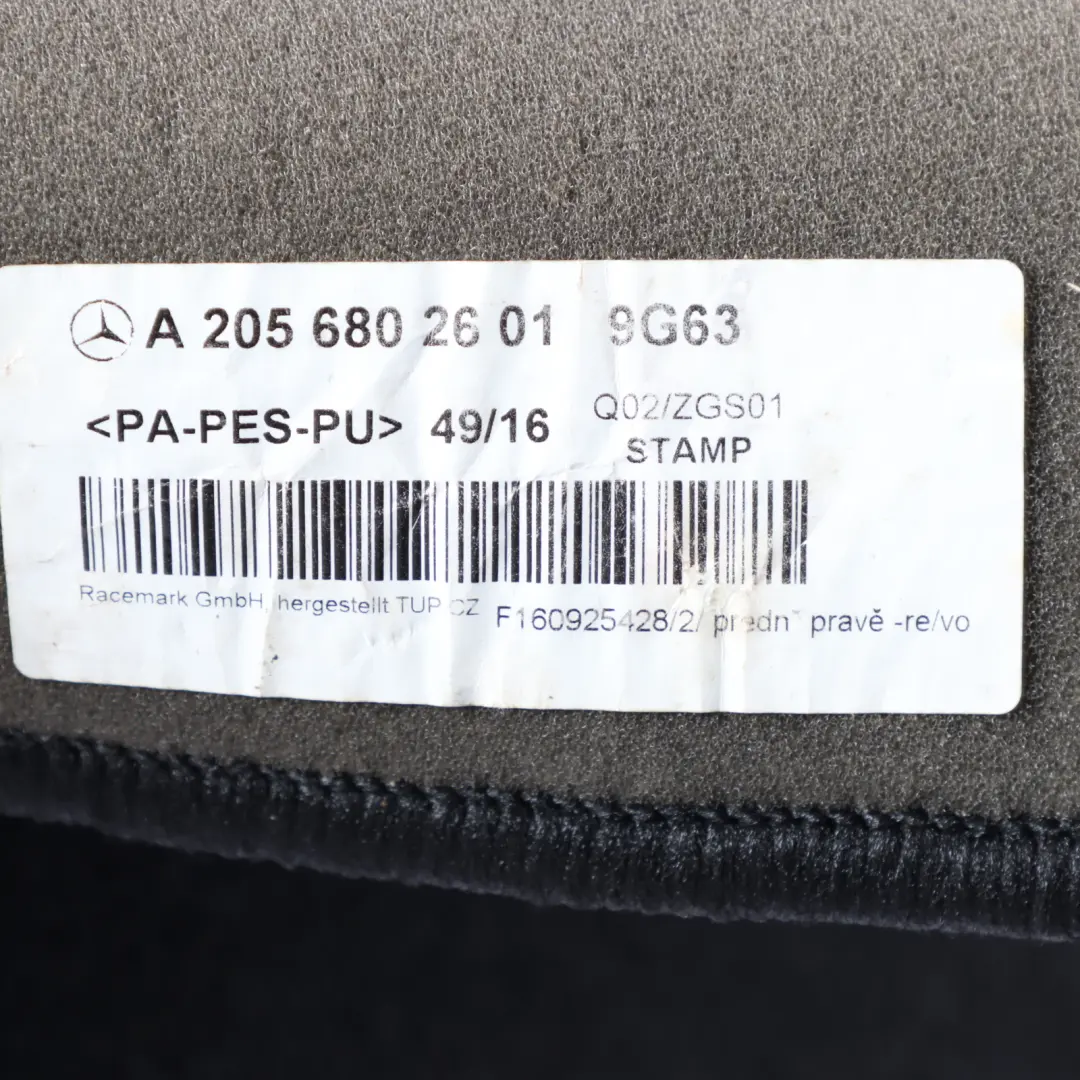 A 205 680 26 01 9G63
<PA-PES-PU> 49/16
Q02/ZGS01
STAMP
Racemark GmbH, hergestellt TUP CZ
F160925428/2/ pravě -re/vo